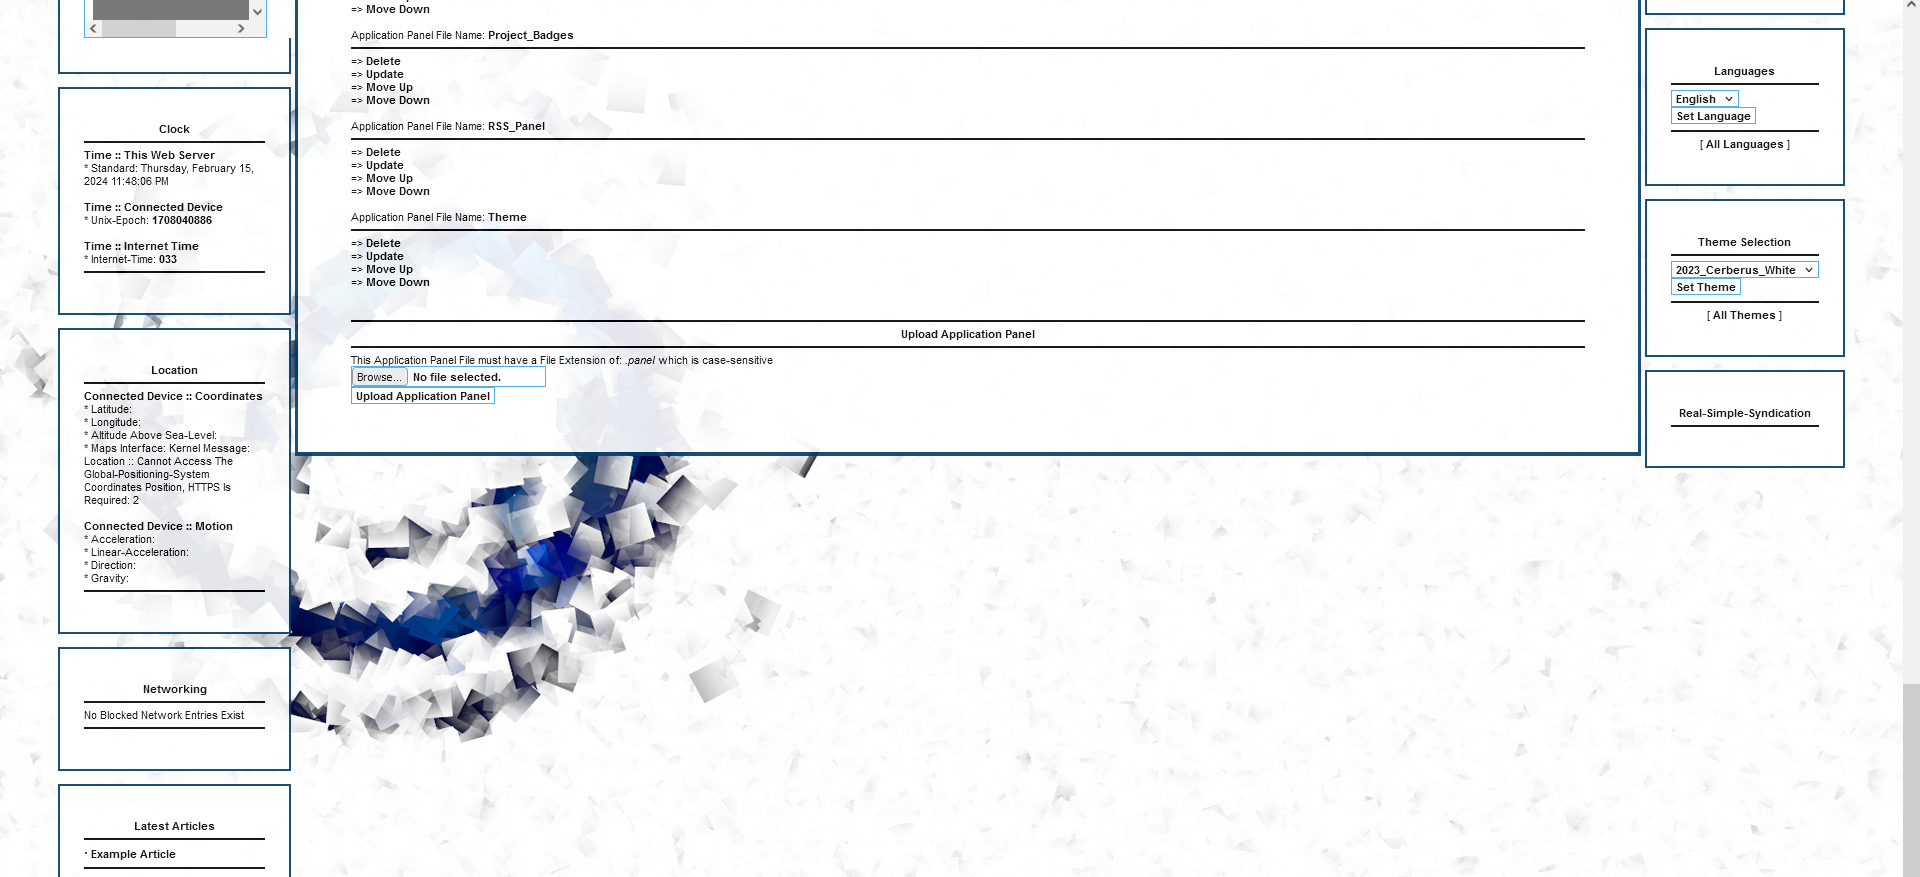 Clock
Time :: This Web Server
* Standard: Thursday, February 15,
2024 11:48:06 PM
Time :: Connected Device
* Unix-Epoch: 1708040886
Time :: Internet Time
* Internet-Time: 033
Location
Connected Device :: Coordinates
* Latitude:
* Longitude:
* Altitude Above Sea-Level:
* Maps Interface: Kernel Message:
Location :: Cannot Access The
Global-Positioning-System
Coordinates Position, HTTPS Is
Required: 2
Connected Device :: Motion
* Acceleration:
* Linear-Acceleration:
* Direction:
* Gravity:
Networking
No Blocked Network Entries Exist
Latest Articles
· Example Article
=> Move Down
Application Panel File Name: Project_Badges
=> Delete
=> Update
=> Move Up
=> Move Down
Application Panel File Name: RSS_Panel
=> Delete
=> Update
=> Move Up
=> Move Down
Application Panel File Name: Theme
=> Delete
=> Update
=> Move Up
=> Move Down
Upload Application Panel
This Application Panel File must have a File Extension of: .panel which is case-sensitive
Browse... No file selected.
Upload Application Panel
Languages
English
Set Language
[ All Languages ]
Theme Selection
2023_Cerberus_White
Set Theme
[ All Themes ]
Real-Simple-Syndication